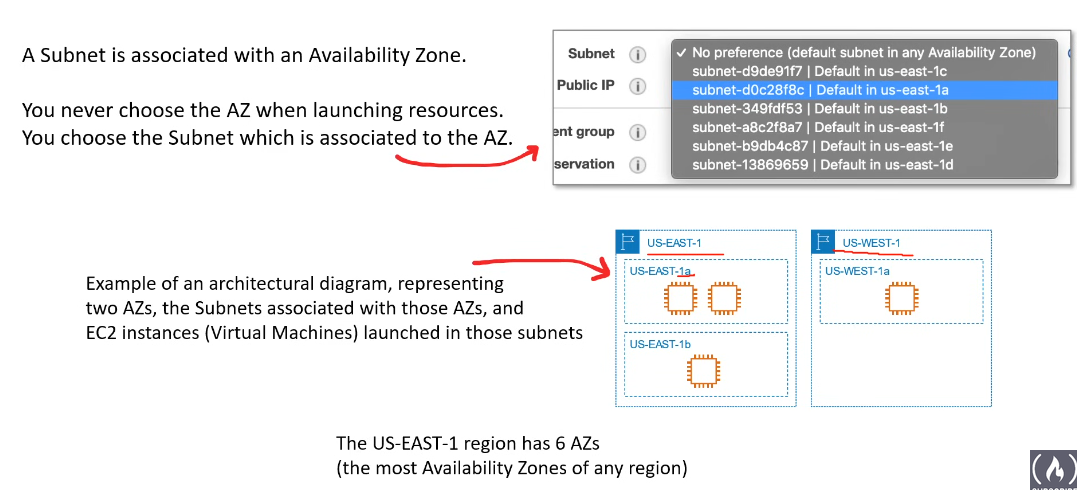 A Subnet is associated with an Availability Zone.
You never choose the AZ when launching resources.
You choose the Subnet which is associated to the AZ.
Subnet
Public IP
ent group
servation
✓ No preference (default subnet in any Availability Zone)
subnet-d9de91f7 | Default in us-east-1c
subnet-d0c28f8c | Default in us-east-1a
subnet-349fdf53 | Default in us-east-1b
subnet-a8c2f8a7 | Default in us-east-1f
subnet-b9db4c87 | Default in us-east-1e
subnet-13869659 | Default in us-east-1d
Example of an architectural diagram, representing
two AZs, the Subnets associated with those AZs, and
EC2 instances (Virtual Machines) launched in those subnets
US-EAST-1
US-EAST-1a
US-EAST-1b
US-WEST-1
US-WEST-1a
The US-EAST-1 region has 6 AZs
(the most Availability Zones of any region)